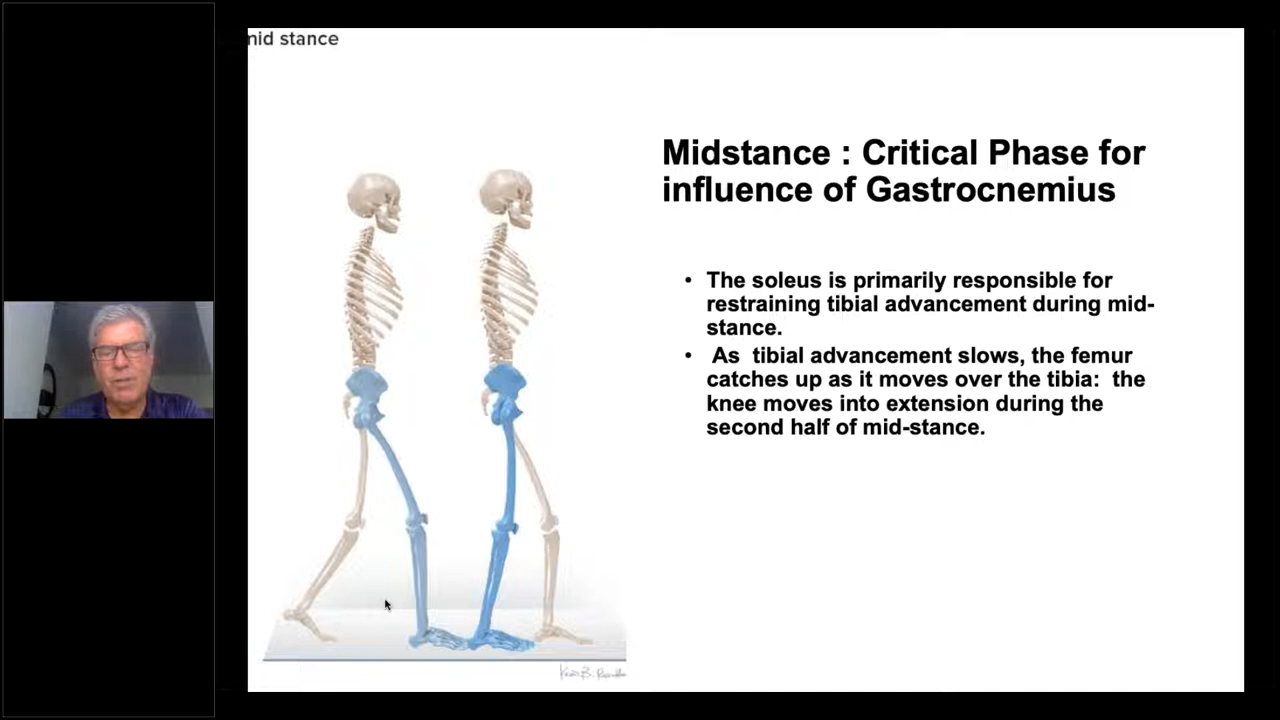 mid stance
Midstance : Critical Phase for
influence of Gastrocnemius
• The soleus is primarily responsible for
restraining tibial advancement during mid-
stance.
• As tibial advancement slows, the femur
catches up as it moves over the tibia: the
knee moves into extension during the
second half of mid-stance.